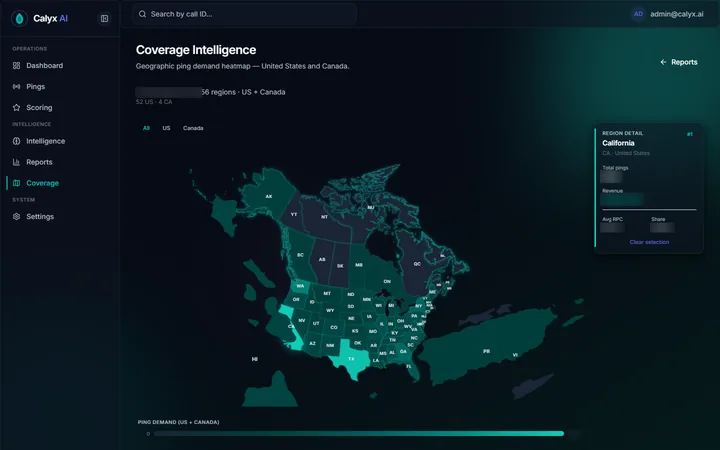 Calyx AI
Search by call ID...
AD
admin@calyx.ai
OPERATIONS
Dashboard
Pings
Scoring
INTELLIGENCE
Intelligence
Reports
Coverage
SYSTEM
Settings
Coverage Intelligence
Geographic ping demand heatmap — United States and Canada.
← Reports
56 regions · US + Canada
52 US · 4 CA
All US Canada
REGION DETAIL #1
California
CA · United States
Total pings
Revenue
Avg RPC Share
Clear selection
AK
YT NT NU
BC AB SK MB ON QC NL
WA MT ND MN ME
OR ID WY SD WI MI NY
NV UT CO NE IA IL IN OH PA
CA AZ NM KS MO KY WV VA
OK AR TN NC
TX LA MS AL GA SC
FL
HI
PR VI
PING DEMAND (US + CANADA)
0